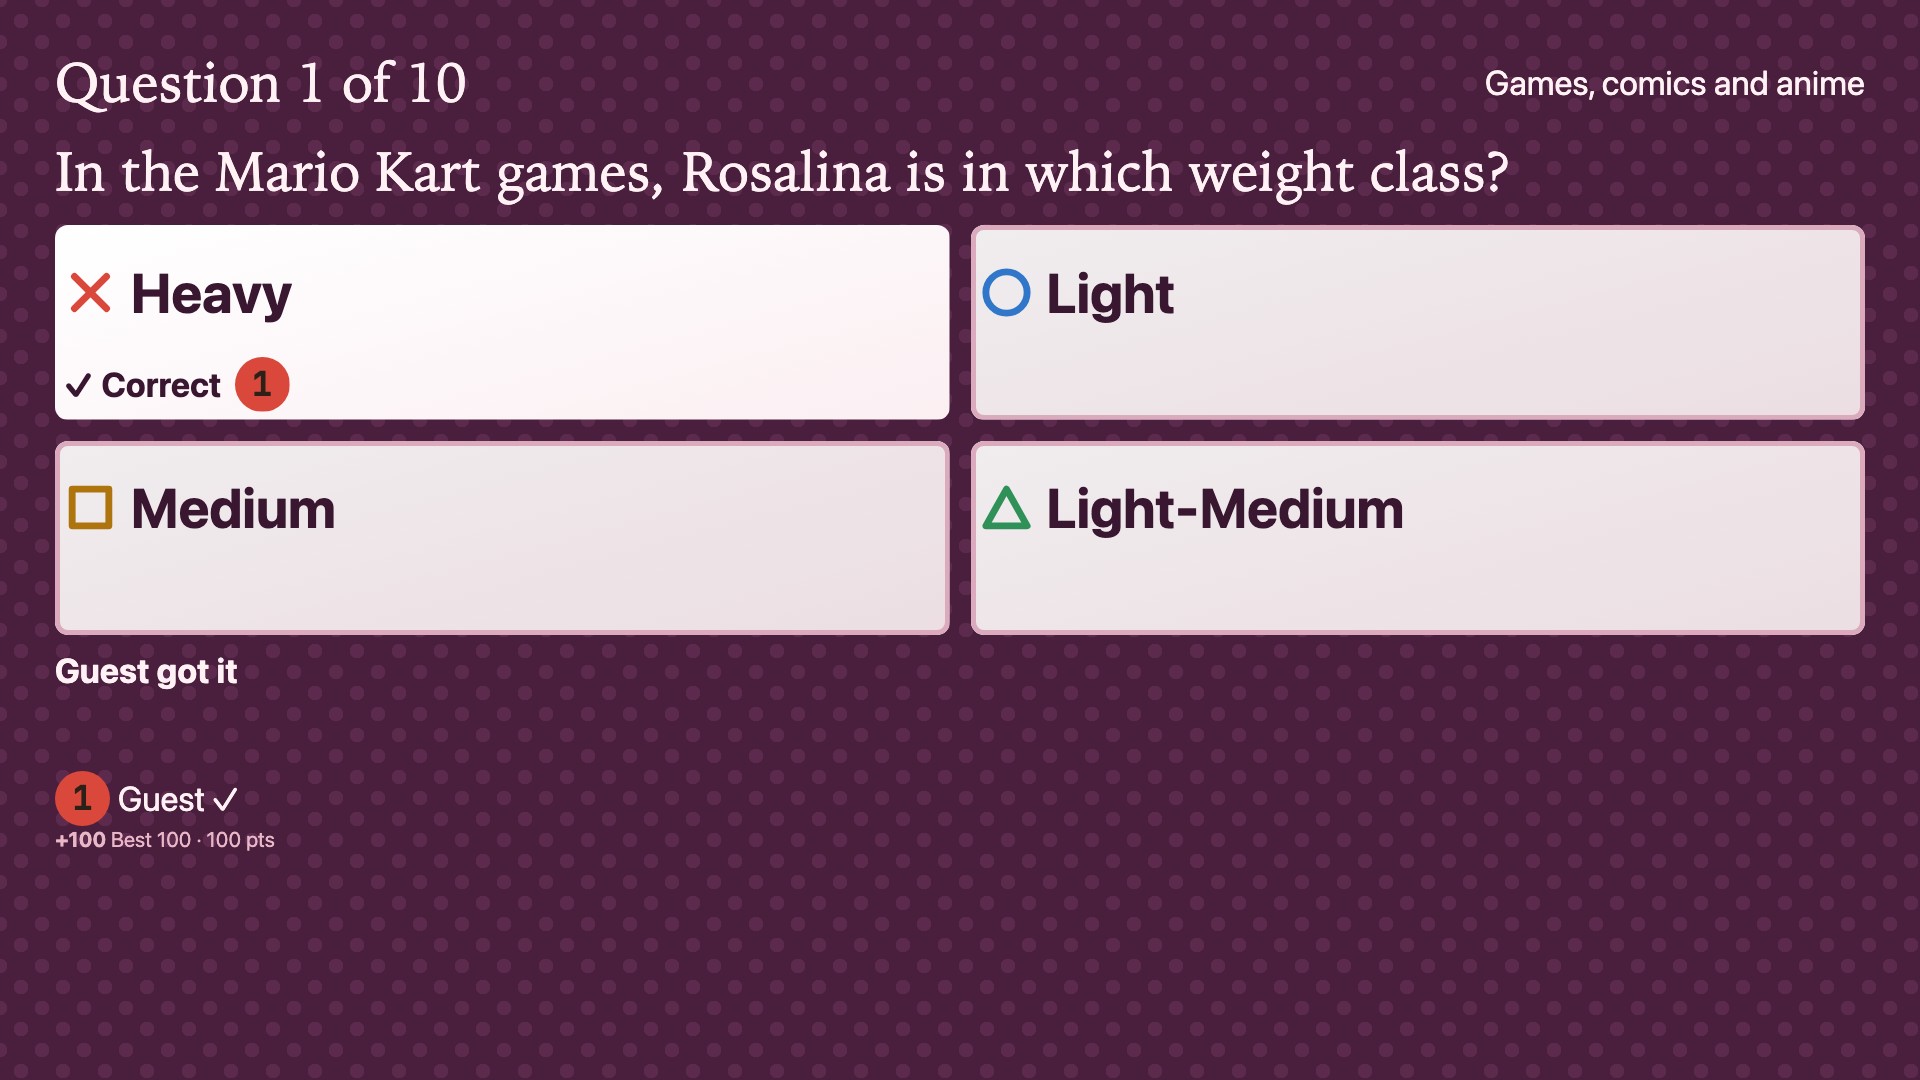 Question 1 of 10
Games, comics and anime
In the Mario Kart games, Rosalina is in which weight class?
Heavy
✓ Correct 1
Light
Medium
Light-Medium
Guest got it
1 Guest ✓
+100 Best 100 · 100 pts